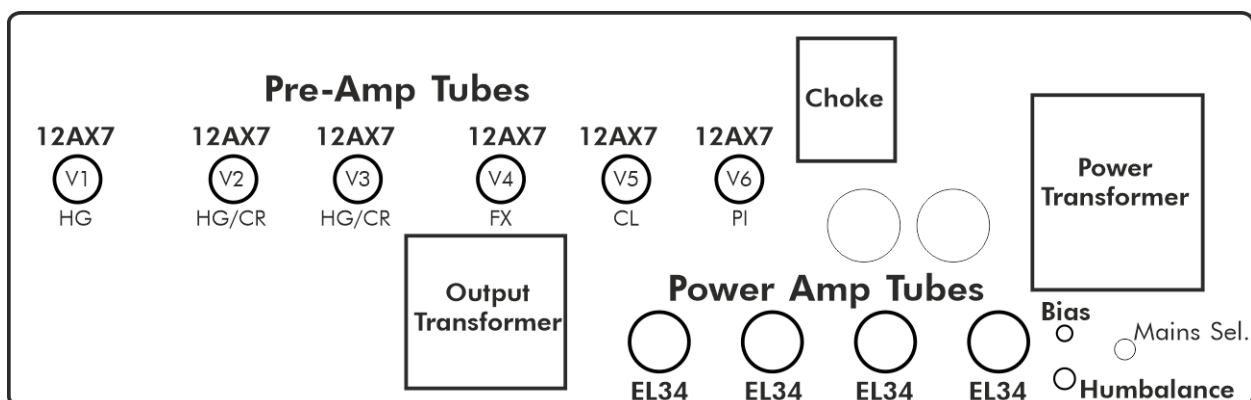 Pre-Amp Tubes
12AX7 12AX7 12AX7 12AX7 12AX7 12AX7
V1 V2 V3 V4 V5 V6
HG HG/CR HG/CR FX CL PI
Choke
Power
Transformer
Output
Transformer
Power Amp Tubes
EL34 EL34 EL34 EL34
Bias
Mains Sel.
Humbalance